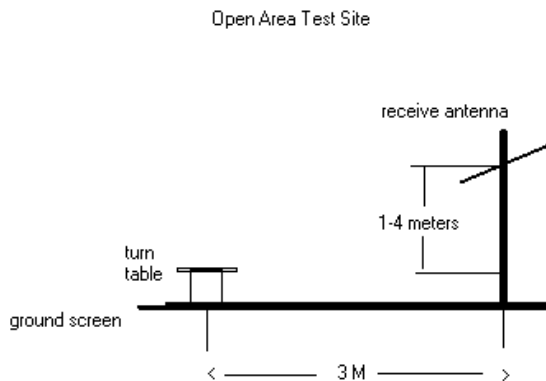 Open Area Test Site
receive antenna
1-4 meters
turn
table
ground screen
3 M